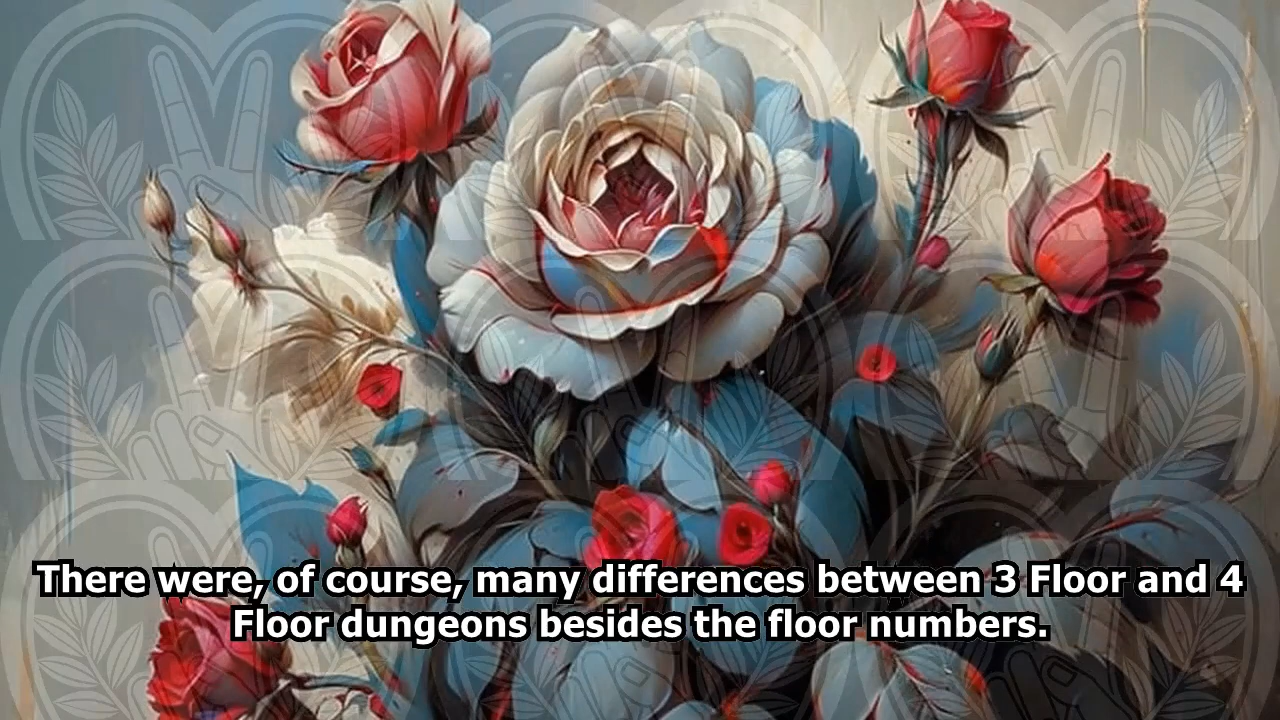 There were, of course, many differences between 3 Floor and 4
Floor dungeons besides the floor numbers.